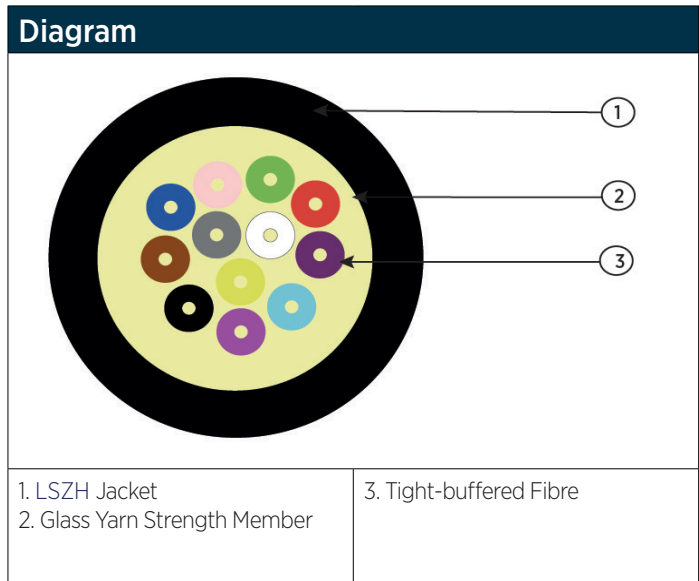 Diagram
1
2
3
1. LSZH Jacket
2. Glass Yarn Strength Member
3. Tight-buffered Fibre